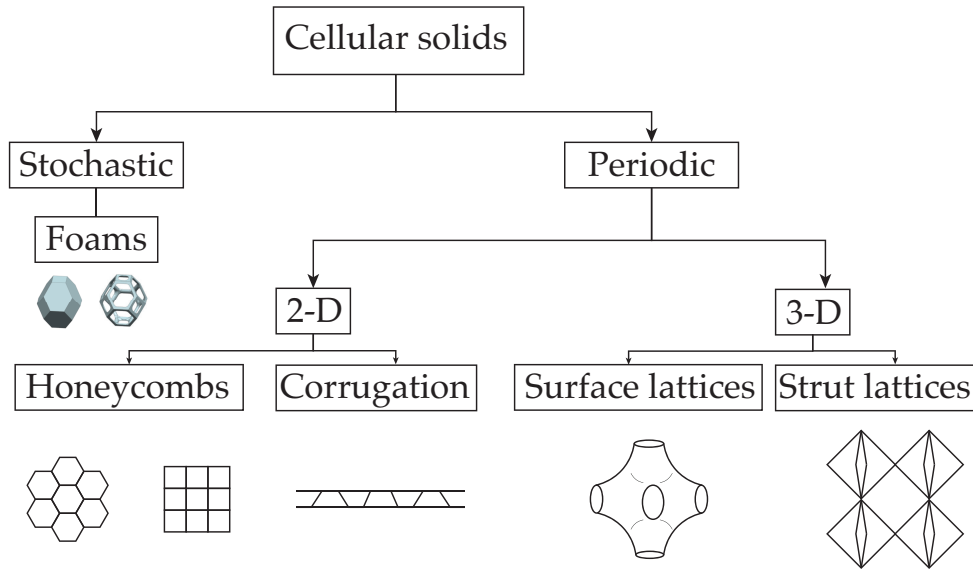 Cellular solids
Stochastic
Periodic
Foams
2-D
3-D
Honeycombs
Corrugation
Surface lattices
Strut lattices